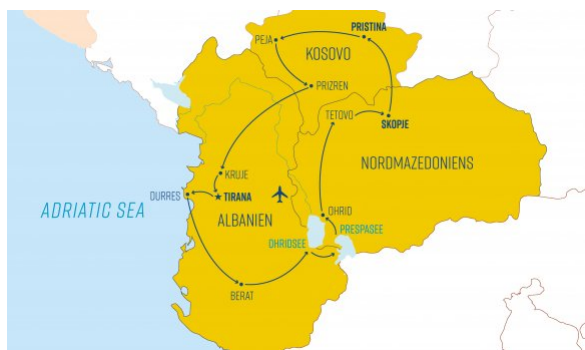 PRISTINA
PEJA
KOSOVO
PRIZREN
TETOVO
SKOPJE
NORDMAZEDONIENS
KRUJE
DURRES
TIRANA
ADRIATIC SEA
ALBANIEN
OHRID
PRESPASEE
OHRIDSEE
BERAT